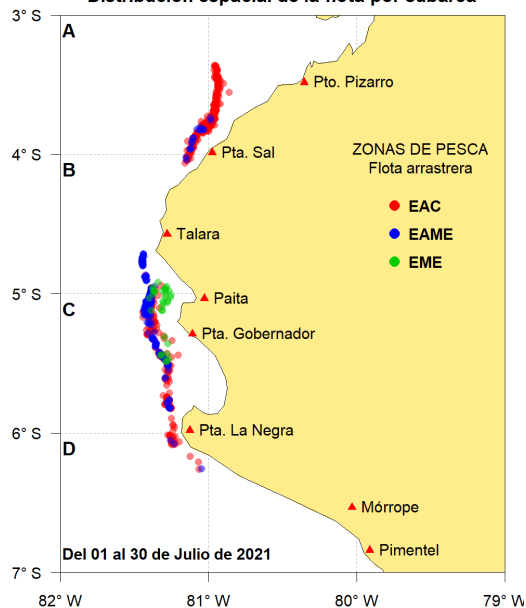 Distribución espacial de la flota por subárea
3° S
A
Pto. Pizarro
ZONAS DE PESCA
Flota arrastrera
Pta. Sal
4° S
B
EAC
Talara
EAME
EME
5° S
Paita
C
Pta. Gobernador
6° S
Pta. La Negra
D
Mórrope
Del 01 al 30 de Julio de 2021
Pimentel
7° S
82° W
81° W
80° W
79° W